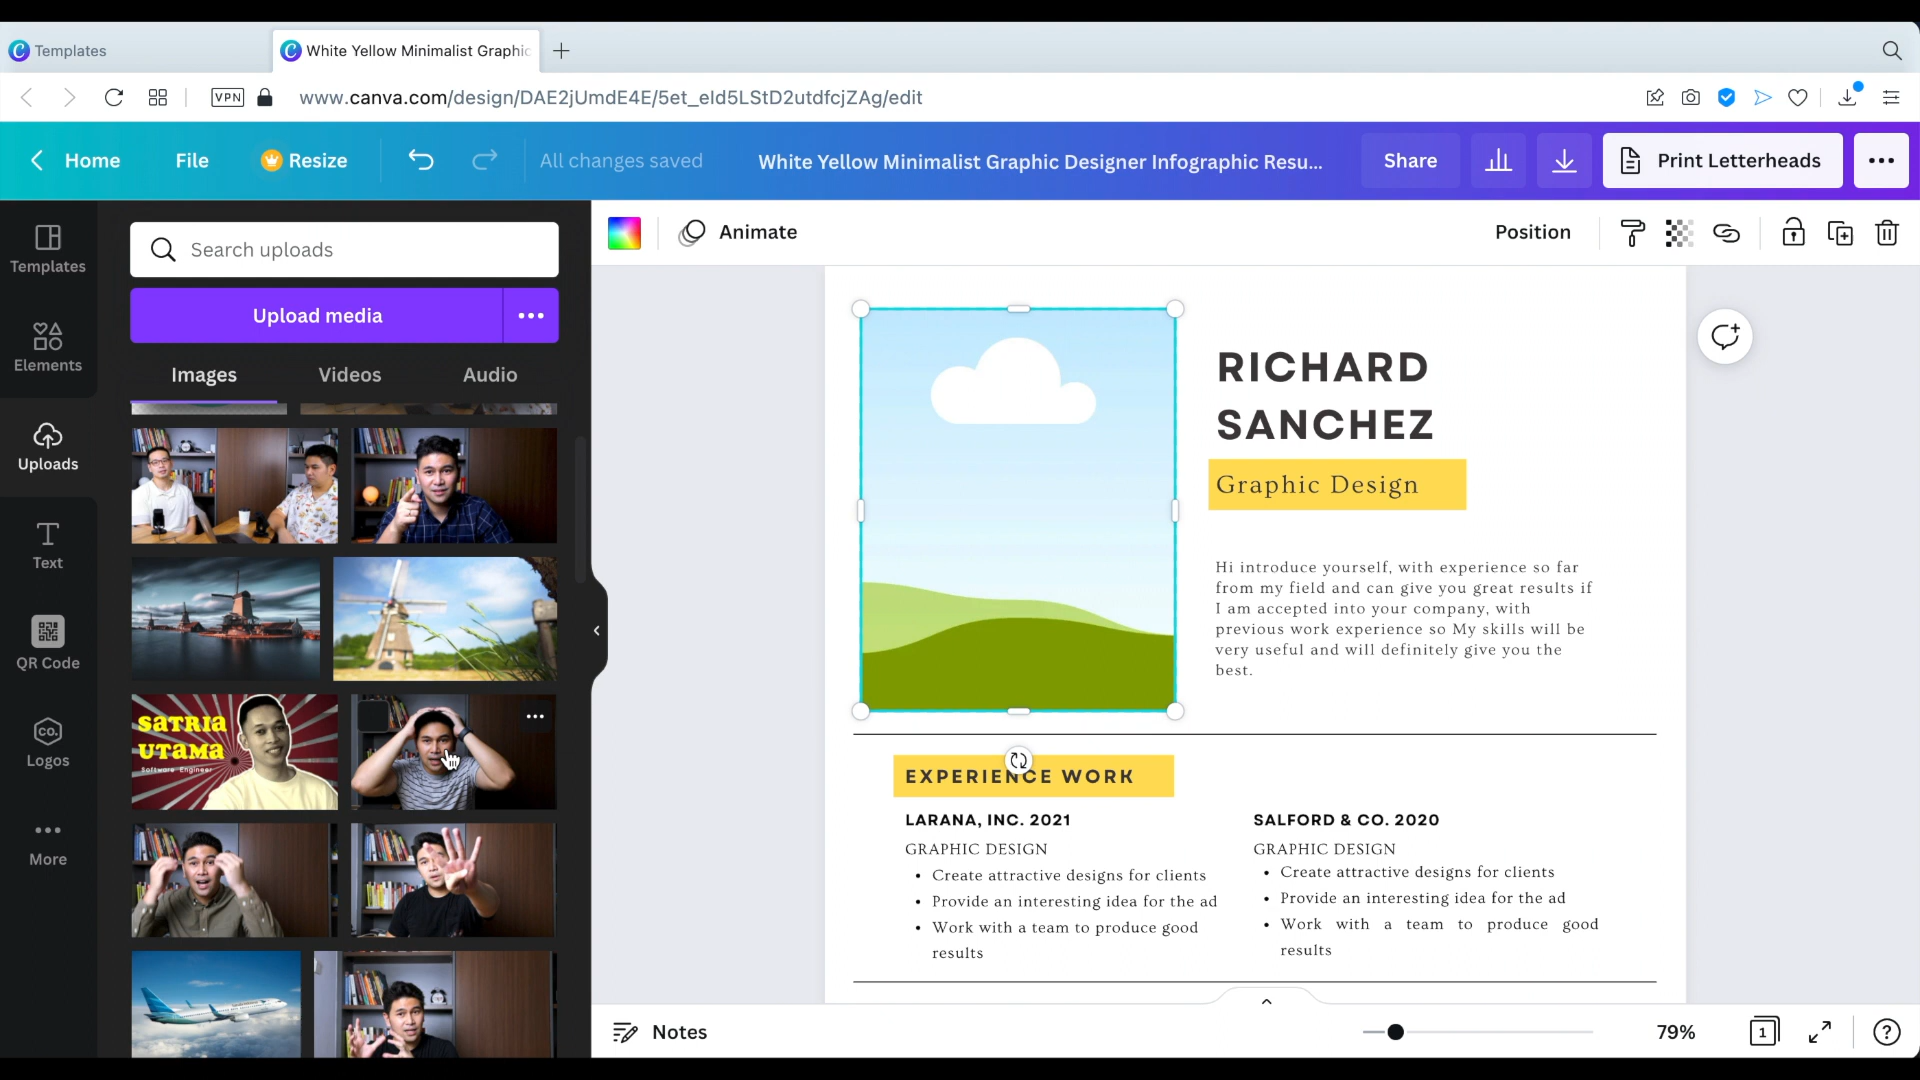 Templates
White Yellow Minimalist Graphic
VPN
www.canva.com/design/DAE2jUmdE4E/5et_eId5LStD2utdfcjZAg/edit
Home
File
Resize
All changes saved
White Yellow Minimalist Graphic Designer Infographic Resu...
Share
Print Letterheads
Templates
Elements
Uploads
Text
QR Code
CO.
Logos
More
Search uploads
Upload media
Images
Videos
Audio
SATRIA
UTAMA
Software Engineer
Animate
Position
RICHARD
SANCHEZ
Graphic Design
Hi introduce yourself, with experience so far
from my field and can give you great results if
I am accepted into your company, with
previous work experience so My skills will be
very useful and will definitely give you the
best.
EXPERIENCE WORK
LARANA, INC. 2021
GRAPHIC DESIGN
• Create attractive designs for clients
• Provide an interesting idea for the ad
• Work with a team to produce good
results
SALFORD & CO. 2020
GRAPHIC DESIGN
• Create attractive designs for clients
• Provide an interesting idea for the ad
• Work with a team to produce good
results
Notes
79%
1